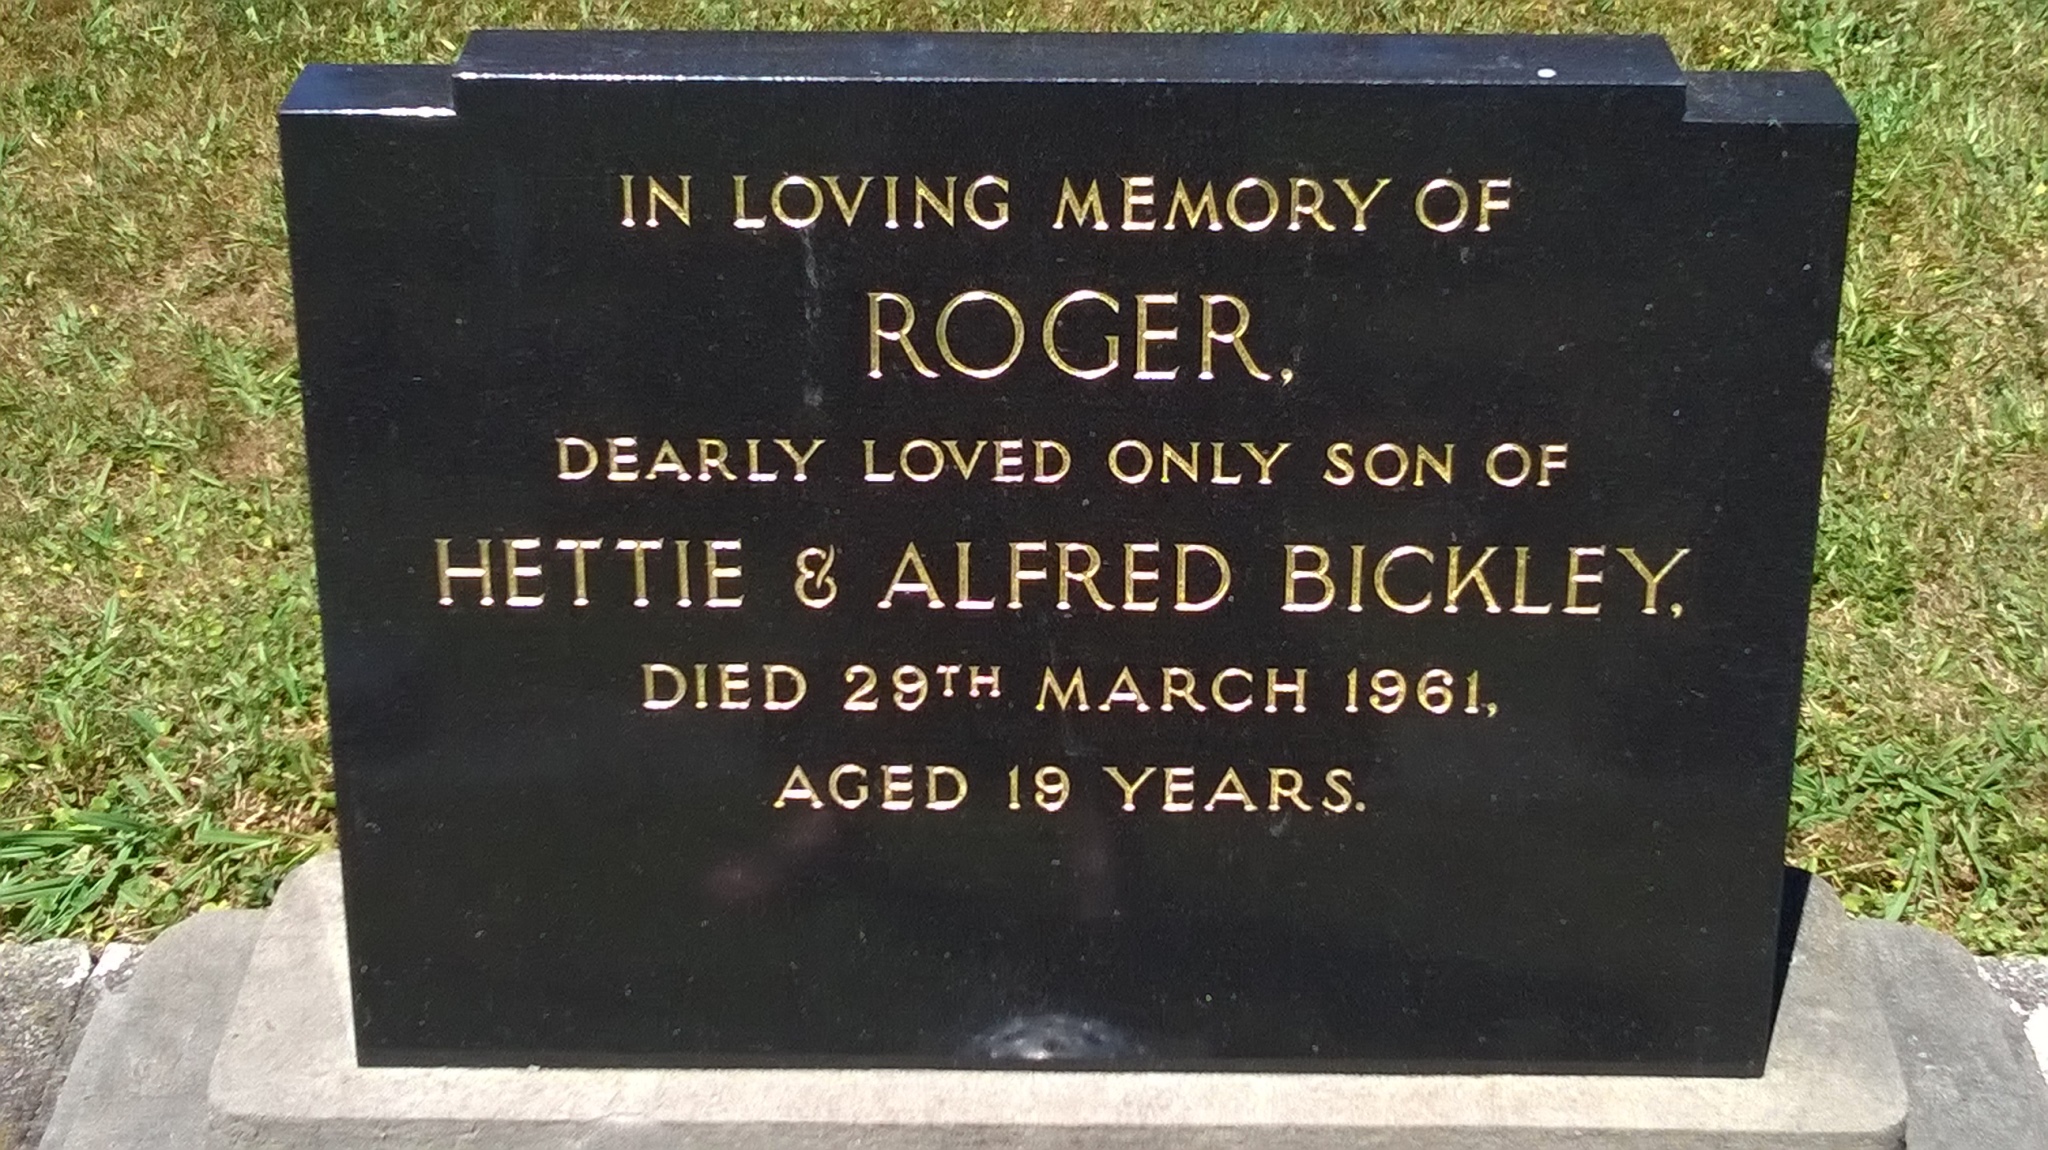 IN LOVING MEMORY OF
ROGER,
DEARLY LOVED ONLY SON OF
HETTIE & ALFRED BICKLEY,
DIED 29TH MARCH 1961,
AGED 19 YEARS.